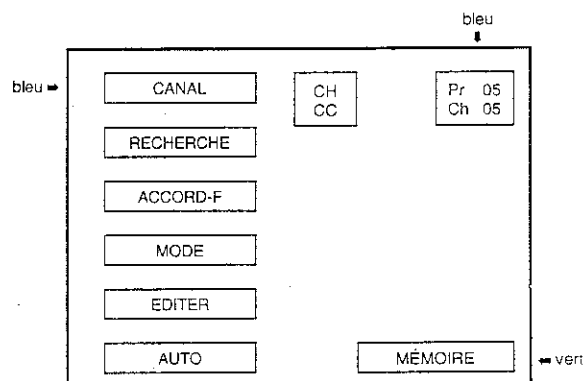 bleu
bleu
CANAL
CH
CC
Pr 05
Ch 05
RECHERCHE
ACCORD-F
MODE
EDITER
AUTO
MÉMOIRE
vert